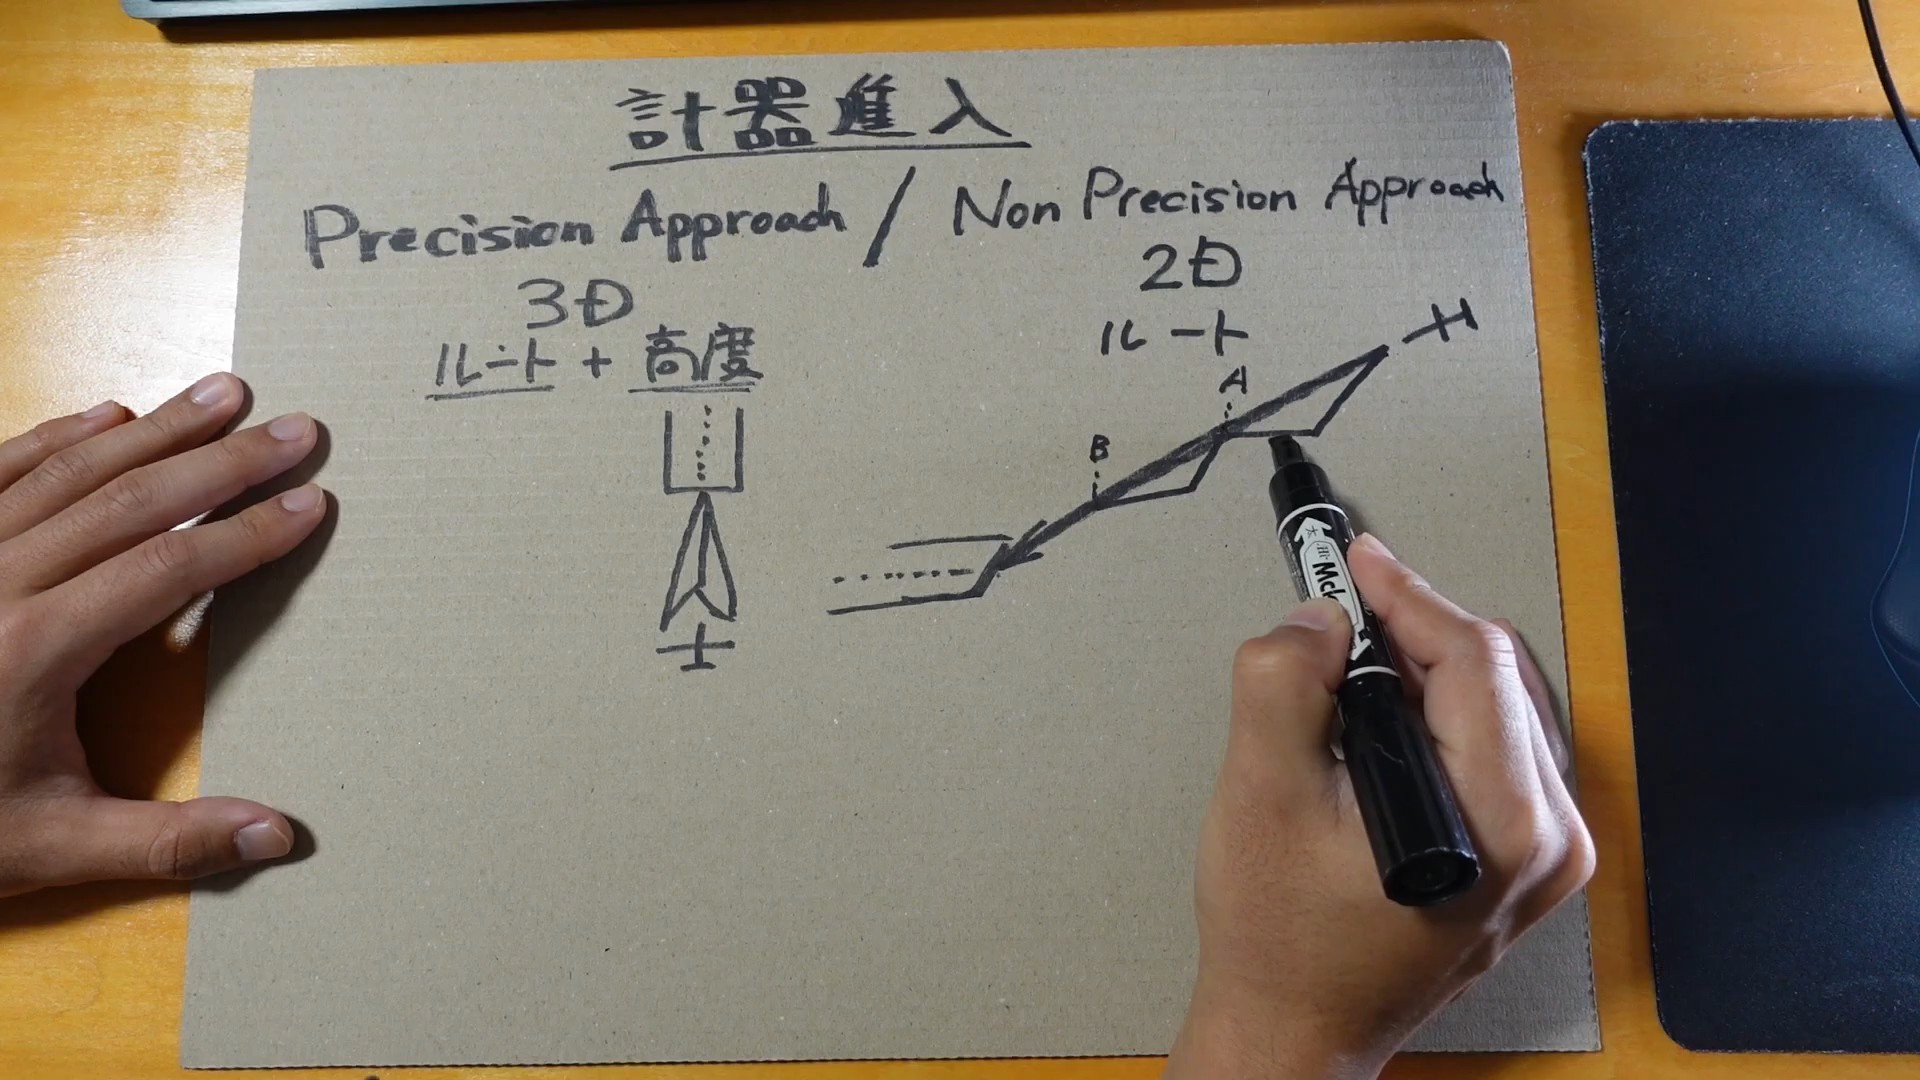 計器進入
Precision Approach / Non Precision Approach
3D
ルート + 高度
2D
ルート
A
B